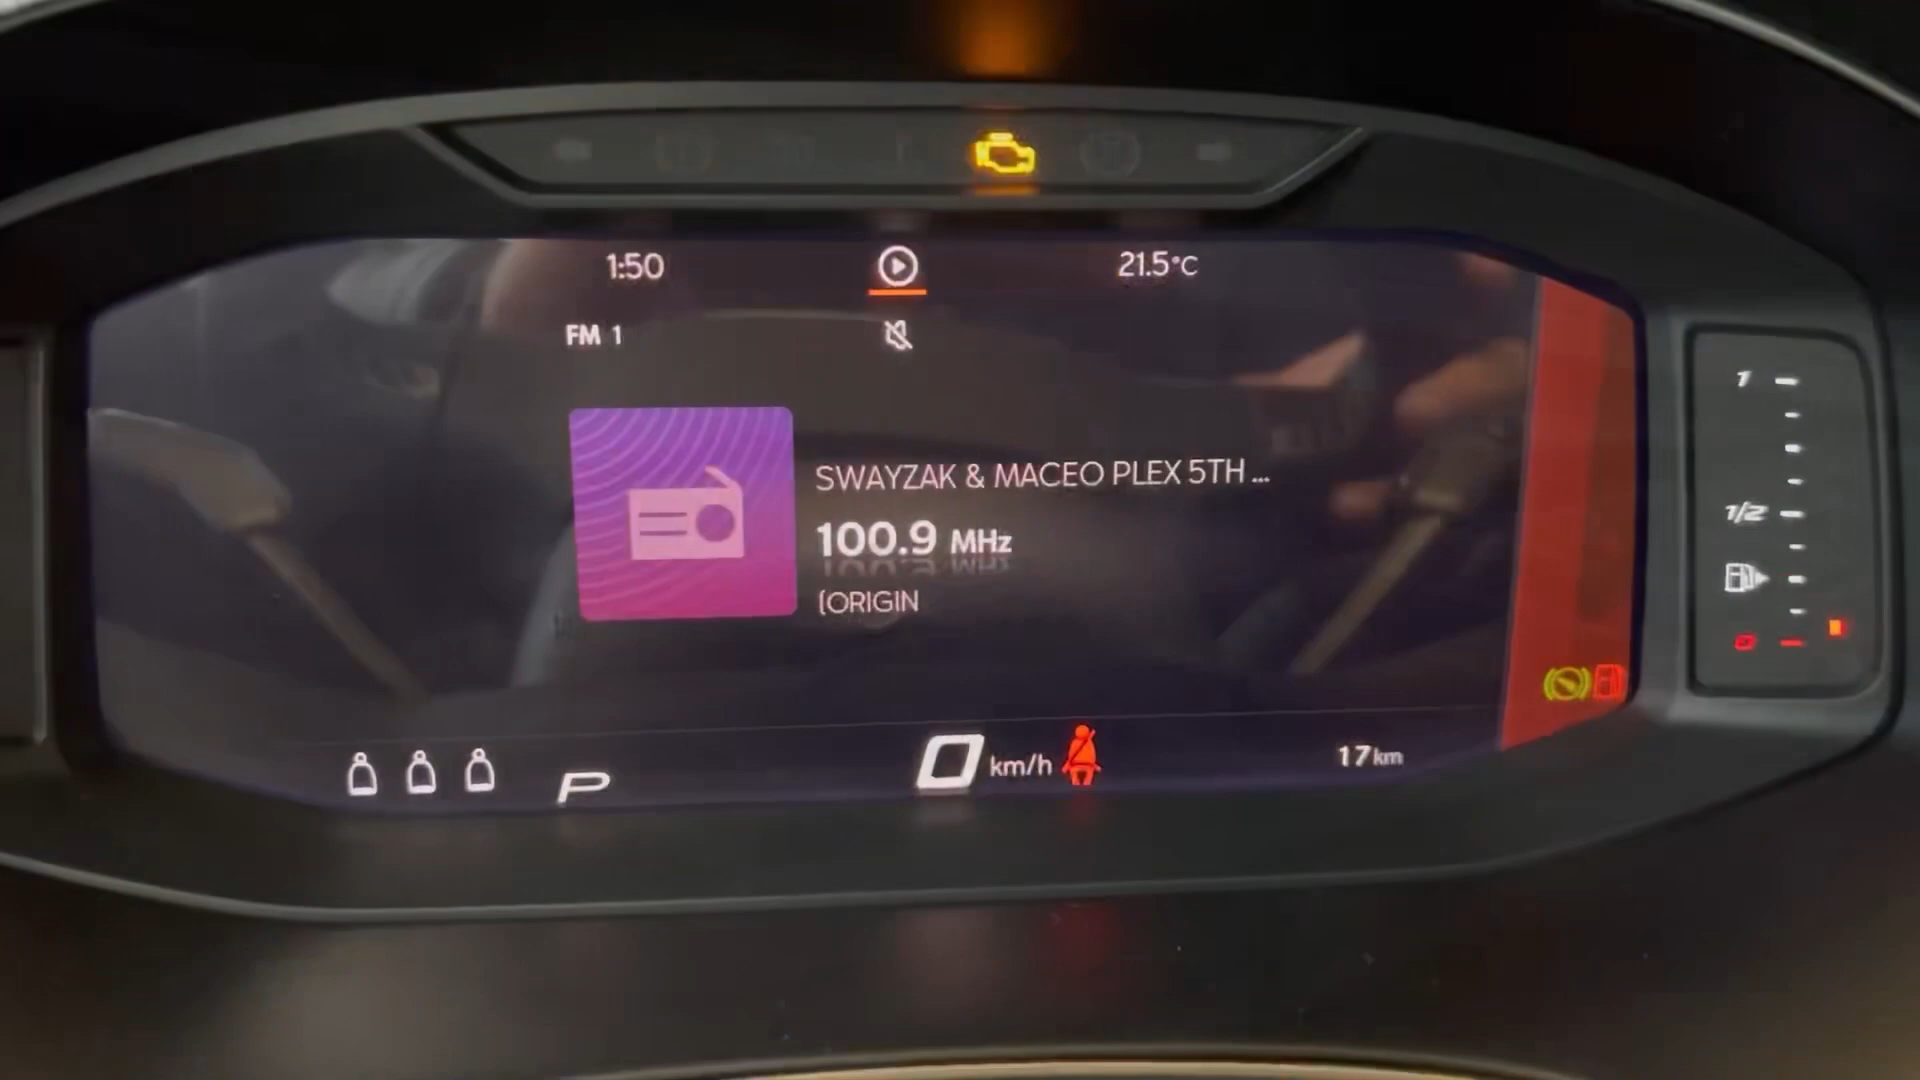 1:50
21.5°C
FM 1
SWAYZAK & MACEO PLEX 5TH ...
100.9 MHz
(ORIGIN
P
0 km/h
17 km
1
1/2
0